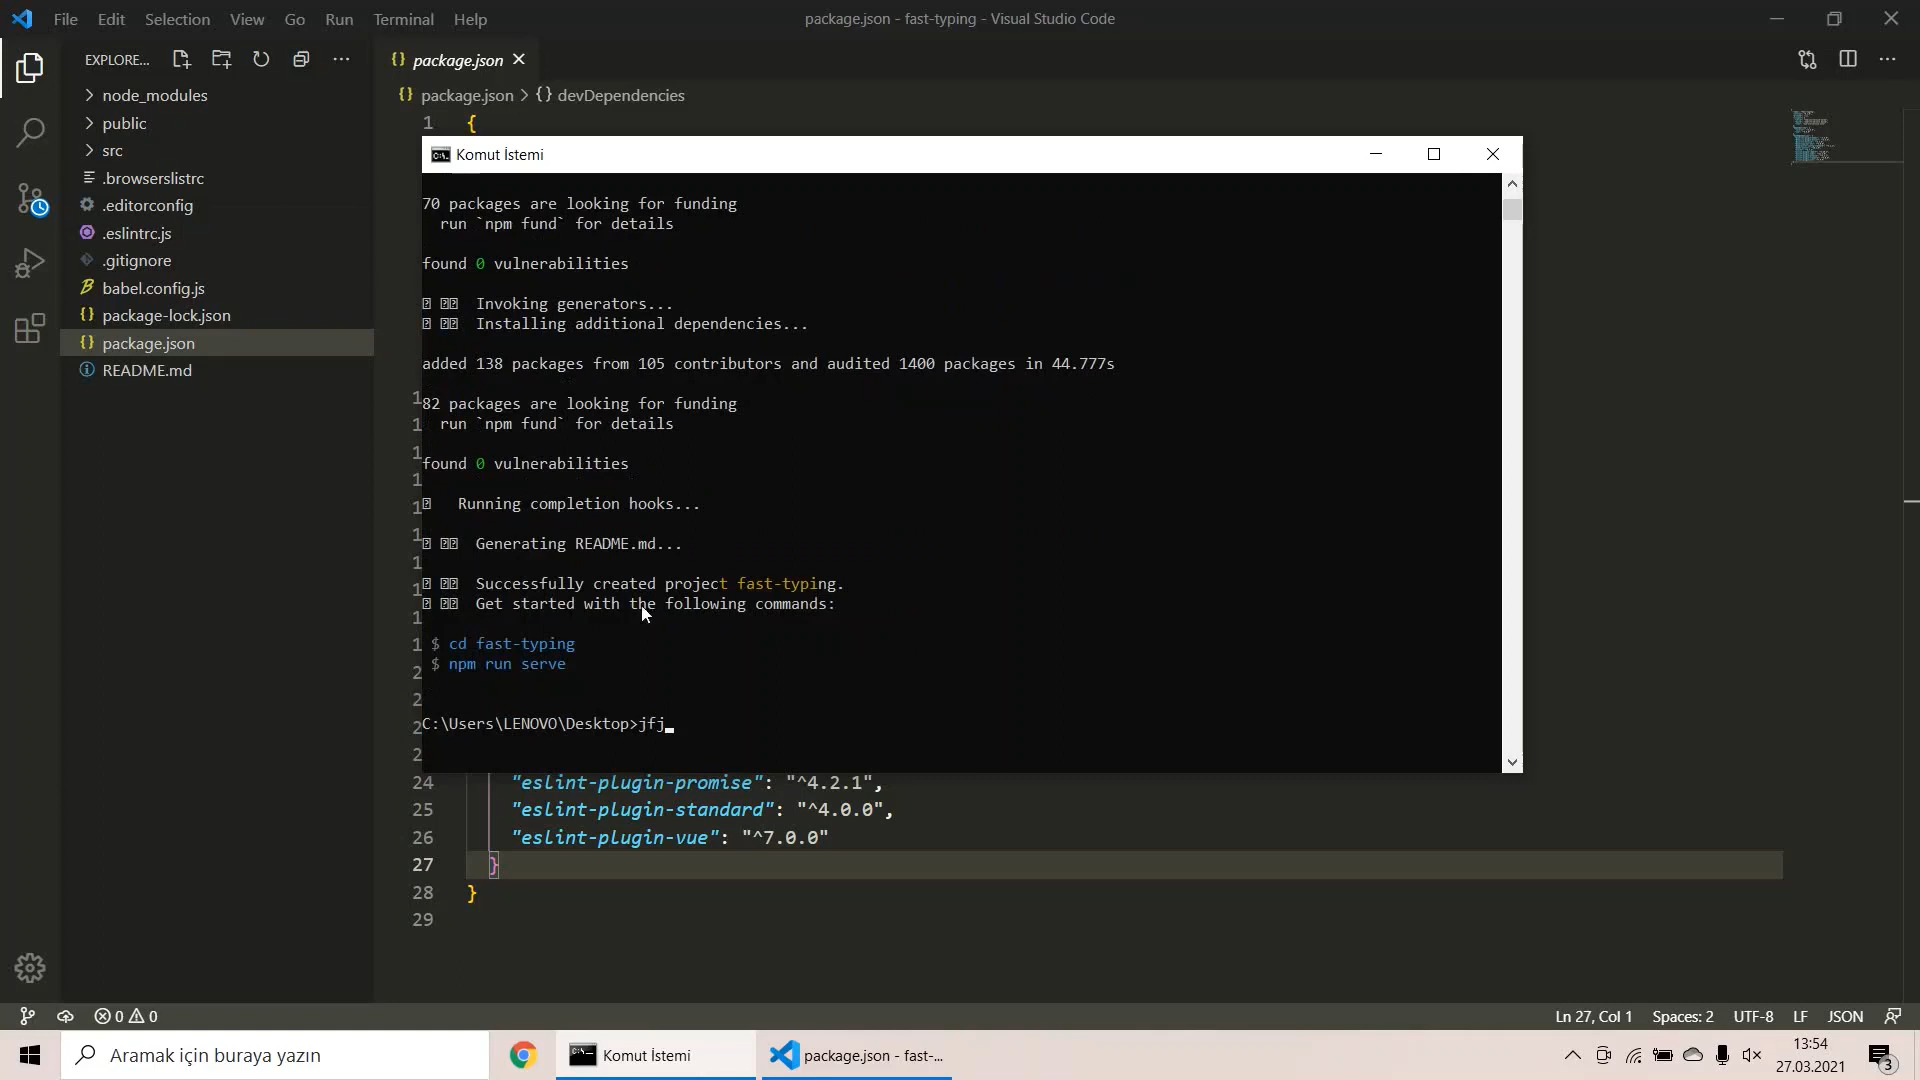 File Edit Selection View Go Run Terminal Help
package.json - fast-typing - Visual Studio Code
EXPLORE...
node_modules
public
src
.browserslistrc
.editorconfig
.eslintrc.js
.gitignore
babel.config.js
package-lock.json
package.json
README.md
package.json
package.json > {} devDependencies
1 {
Komut İstemi
70 packages are looking for funding
run `npm fund` for details
found 0 vulnerabilities
Invoking generators...
Installing additional dependencies...
added 138 packages from 105 contributors and audited 1400 packages in 44.777s
82 packages are looking for funding
run `npm fund` for details
found 0 vulnerabilities
Running completion hooks...
Generating README.md...
Successfully created project fast-typing.
Get started with the following commands:
$ cd fast-typing
$ npm run serve
C:\Users\LENOVO\Desktop>jfj_
24 "eslint-plugin-promise": "^4.2.1",
25 "eslint-plugin-standard": "^4.0.0",
26 "eslint-plugin-vue": "^7.0.0"
27 }
28 }
29
0 0
Ln 27, Col 1 Spaces: 2 UTF-8 LF JSON
Aramak için buraya yazın
Komut İstemi
package.json - fast-...
13:54
27.03.2021
3